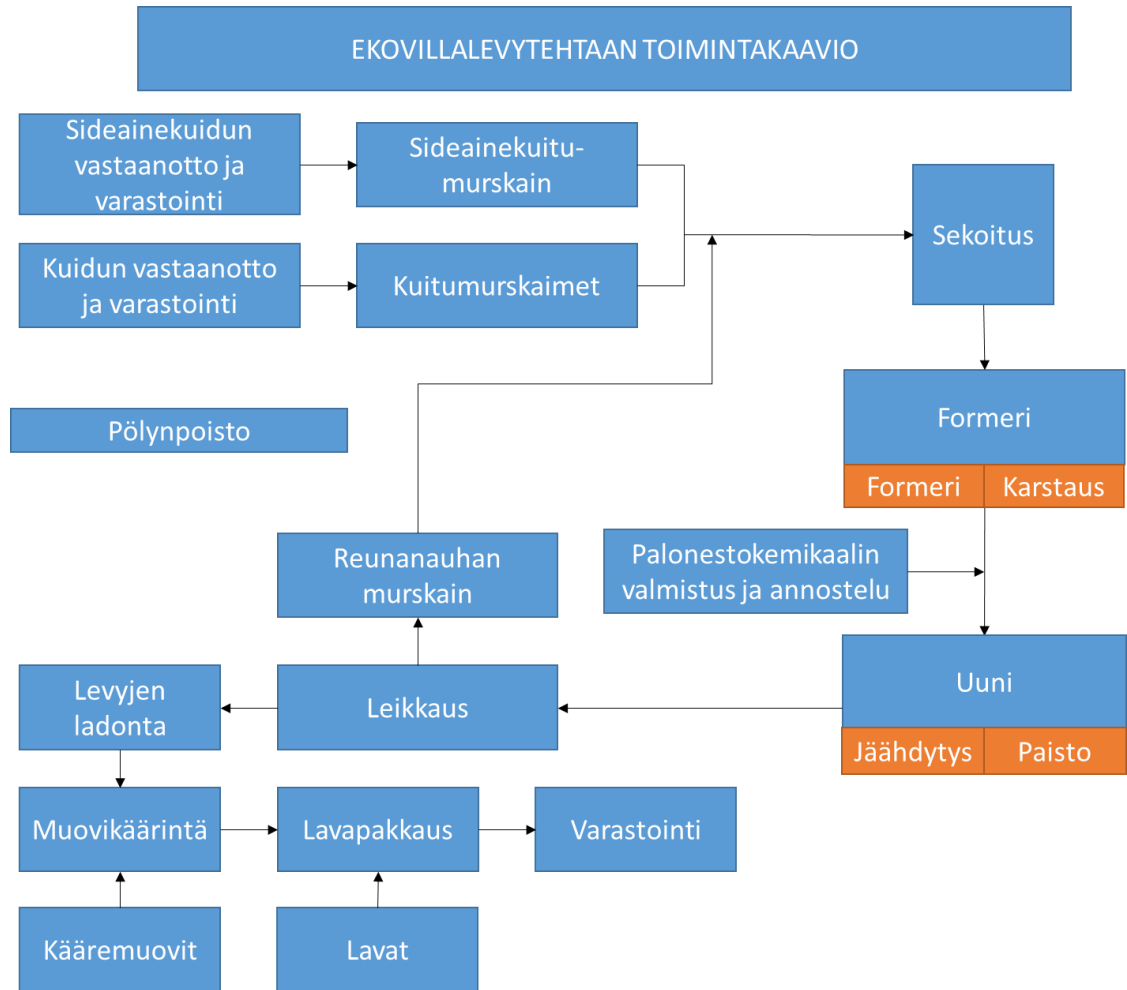 EKOVILLALEVYTEHTAAN TOIMINTAKAAVIO
Sideainekuidun
vastaanotto ja
varastointi
Sideainekuitu-
murskain
Sekoitus
Kuidun vastaanotto
ja varastointi
Kuitumurskaimet
Formeri
Formeri
Karstaus
Pölynpoisto
Palonestokemikaalin
valmistus ja annostelu
Reunanauhan
murskain
Uuni
Jäähdytys
Paisto
Levyjen
ladonta
Leikkaus
Muovikäärintä
Lavapakkaus
Varastointi
Kääremuovit
Lavat